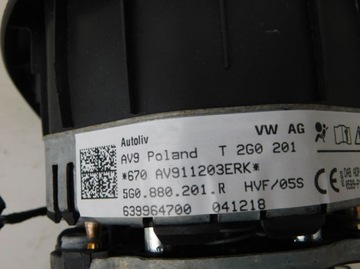 Autoliv VW AG
AV9 Poland T 2G0 201
*670 AV911203ERK*
5G0.880.201.R HVF/05S
639964700 041218